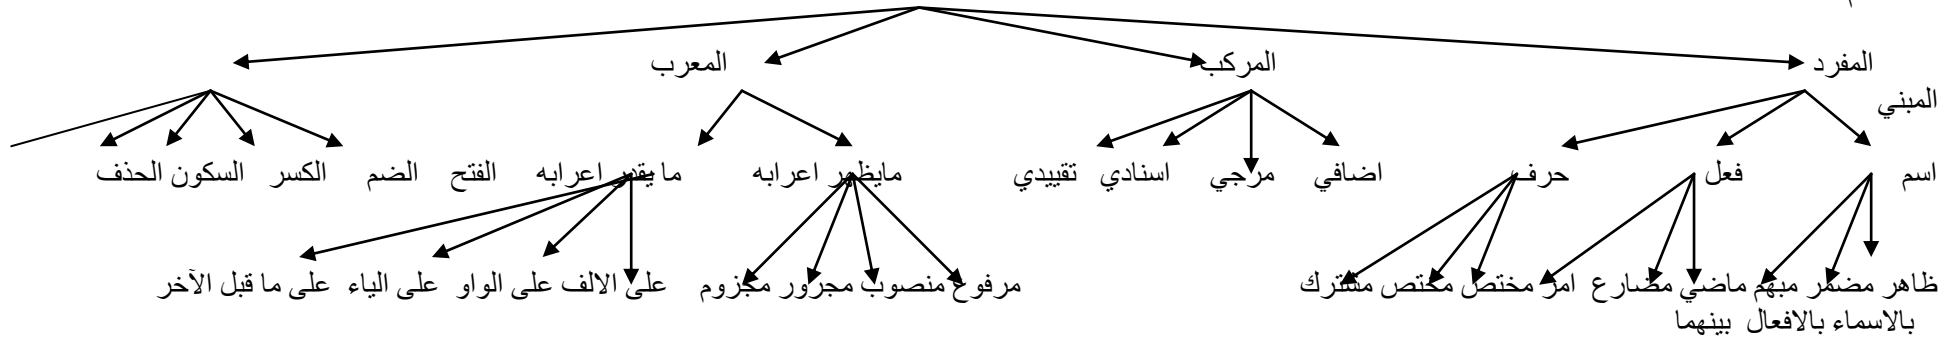 المفرد المركب المعرب
المبني
اسم فعل حرف اضافي مزجي اسنادي تقييدي مايظهر اعرابه ما يقدر اعرابه الفتح الضم الكسر السكون الحذف
ظاهر مضمر مبهم ماضي مضارع امر مختص مختص مشترك مرفوع منصوب مجرور مجزوم على الالف على الواو على الياء على ما قبل الآخر
بالاسماء بالافعال بينهما